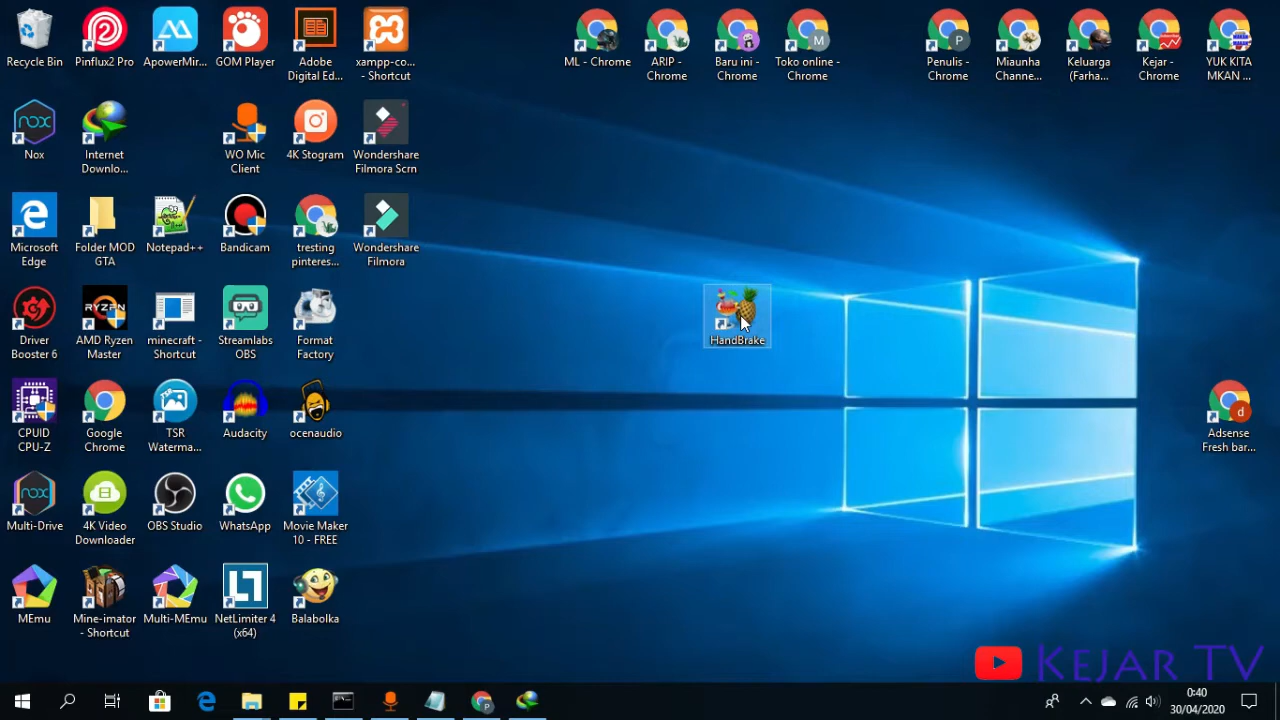 Recycle Bin
Pinflux2 Pro
ApowerMir...
GOM Player
Adobe
Digital Ed...
xampp-co...
- Shortcut
ML - Chrome
ARIP -
Chrome
Baru ini -
Chrome
Toko online -
Chrome
M
Penulis -
Chrome
P
Miaunha
Channe...
Keluarga
(Farha...
Kejar -
Chrome
YUK KITA
MKAN ...
nox
Nox
Internet
Downlo...
WO Mic
Client
4K Stogram
Wondershare
Filmora Scrn
Microsoft
Edge
Folder MOD
GTA
Notepad++
Bandicam
tresting
pinteres...
Wondershare
Filmora
Driver
Booster 6
RYZEN
AMD Ryzen
Master
minecraft -
Shortcut
Streamlabs
OBS
Format
Factory
HandBrake
CPUID
CPU-Z
Google
Chrome
TSR
Waterma...
Audacity
ocenaudio
d
Adsense
Fresh bar...
nox
Multi-Drive
4K Video
Downloader
OBS Studio
WhatsApp
Movie Maker
10 - FREE
MEmu
Mine-imator
- Shortcut
Multi-MEmu
NetLimiter 4
(x64)
Balabolka
KEJAR TV
P
0:40
30/04/2020